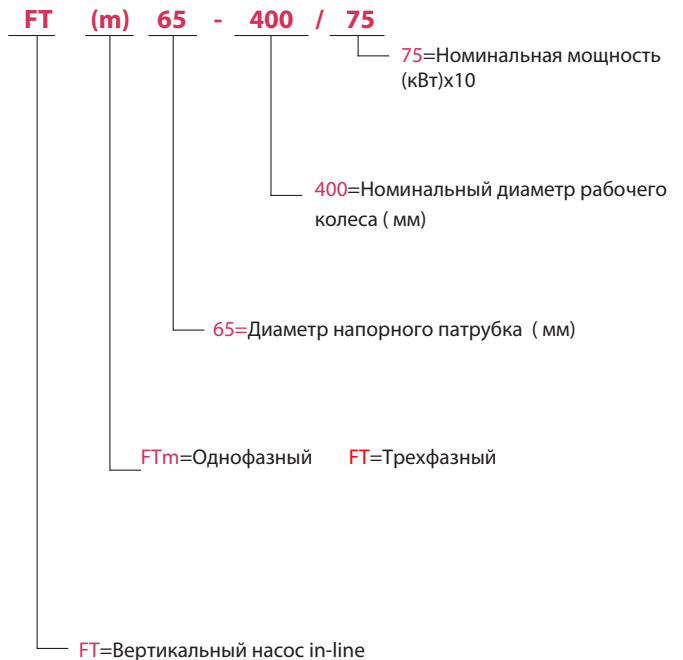 FT (m) 65 - 400 / 75
75=Номинальная мощность
(кВт)x10
400=Номинальный диаметр рабочего
колеса ( мм)
65=Диаметр напорного патрубка ( мм)
FTm=Однофазный FT=Трехфазный
FT=Вертикальный насос in-line